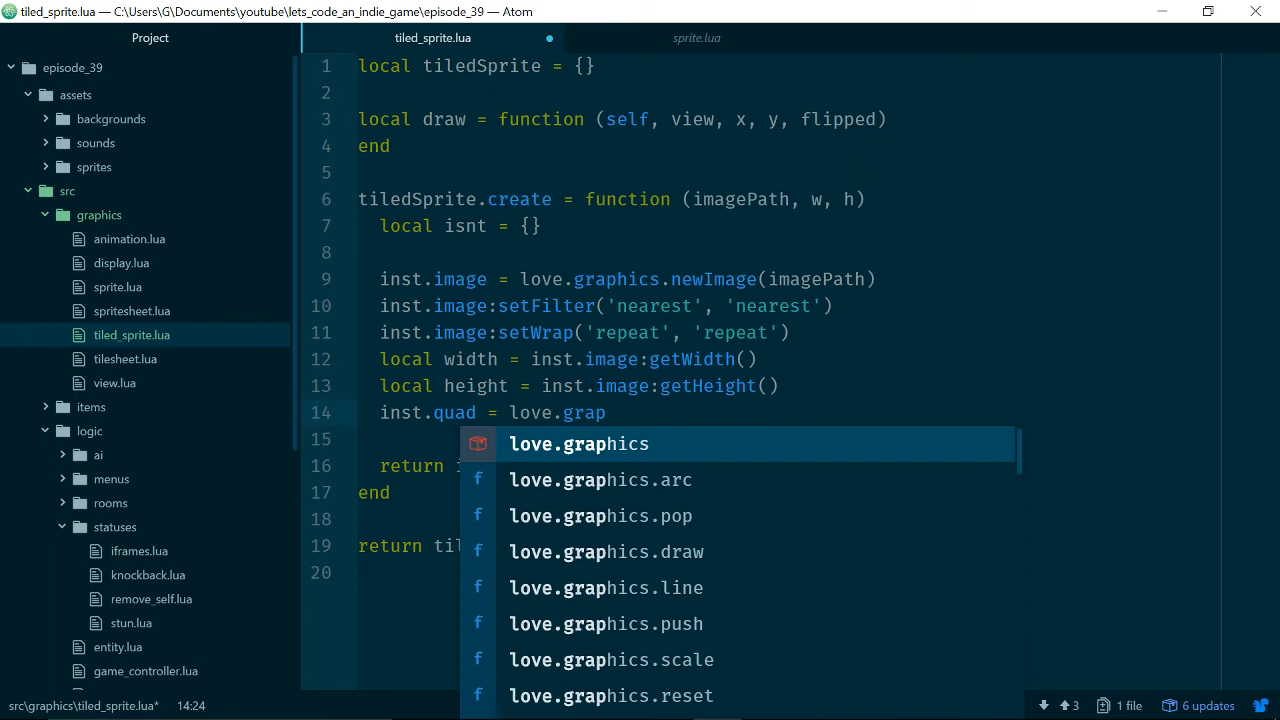 tiled_sprite.lua — C:\Users\G\Documents\youtube\lets_code_an_indie_game\episode_39 — Atom
Project
tiled_sprite.lua
sprite.lua
episode_39
assets
backgrounds
sounds
sprites
src
graphics
animation.lua
display.lua
sprite.lua
spritesheet.lua
tiled_sprite.lua
tilesheet.lua
view.lua
items
logic
ai
menus
rooms
statuses
iframes.lua
knockback.lua
remove_self.lua
stun.lua
entity.lua
game_controller.lua
1 local tiledSprite = {}
2
3 local draw = function (self, view, x, y, flipped)
4 end
5
6 tiledSprite.create = function (imagePath, w, h)
7 local isnt = {}
8
9 inst.image = love.graphics.newImage(imagePath)
10 inst.image:setFilter('nearest', 'nearest')
11 inst.image:setWrap('repeat', 'repeat')
12 local width = inst.image:getWidth()
13 local height = inst.image:getHeight()
14 inst.quad = love.grap
15
16 return i
17 end
18
19 return til
20
love.graphics
f love.graphics.arc
f love.graphics.pop
f love.graphics.draw
f love.graphics.line
f love.graphics.push
f love.graphics.scale
f love.graphics.reset
src\graphics\tiled_sprite.lua* 14:24
3 1 file 6 updates